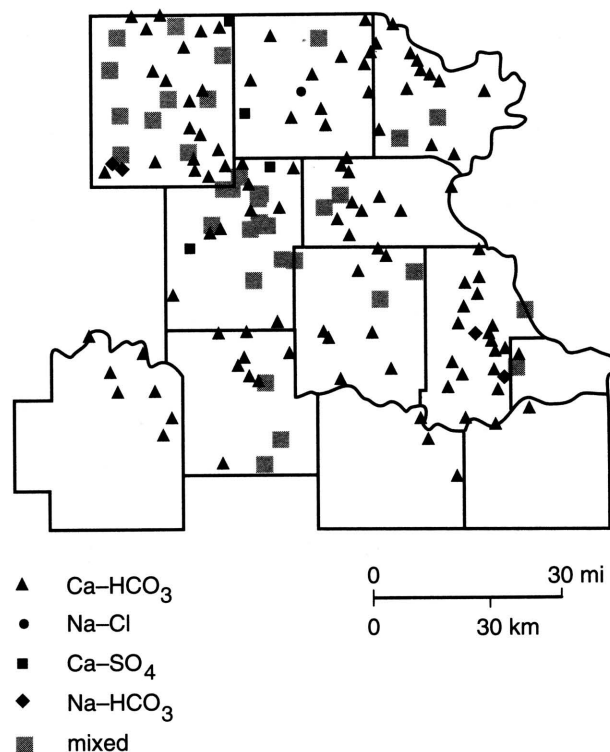 Ca–HCO3
Na–Cl
Ca–SO4
Na–HCO3
mixed
0 30 mi
0 30 km